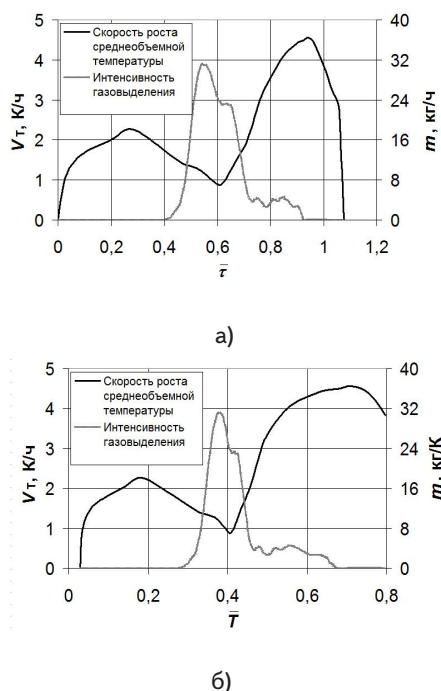 5
4
3
2
1
0
Vт, К/ч
Скорость роста
среднеобъемной
температуры
Интенсивность
газовыделения
40
32
24
16
8
0
m, кг/ч
0 0,2 0,4 0,6 0,8 1 1,2
τ̅
а)
5
4
3
2
1
0
Vт, К/ч
Скорость роста
среднеобъемной
температуры
Интенсивность
газовыделения
40
32
24
16
8
0
m, кг/К
0 0,2 0,4 0,6 0,8
T̅
б)